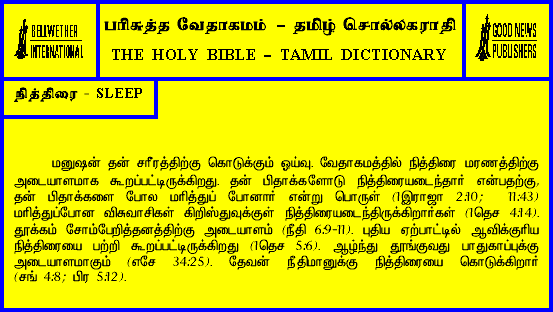 BELLWETHER
INTERNATIONAL
பரிசுத்த வேதாகமம் – தமிழ் சொல்லகராதி
THE HOLY BIBLE – TAMIL DICTIONARY
GOOD NEWS
PUBLISHERS
நித்திரை - SLEEP
மனுஷன் தன் சரீரத்திற்கு கொடுக்கும் ஓய்வு. வேதாகமத்தில் நித்திரை மரணத்திற்கு
அடையாளமாக கூறப்பட்டிருக்கிறது. தன் பிதாக்களோடு நித்திரையடைந்தார் என்பதற்கு,
தன் பிதாக்களை போல மரித்துப் போனார் என்று பொருள் (1இராஜா 2:10; 11:43)
மரித்துப்போன விசுவாசிகள் கிறிஸ்துவுக்குள் நித்திரையடைந்திருக்கிறார்கள் (1தெச 4:14).
தூக்கம் சோம்பேறித்தனத்திற்கு அடையாளம் (நீதி 6:9-11). புதிய ஏற்பாட்டில் ஆவிக்குரிய
நித்திரையை பற்றி கூறப்பட்டிருக்கிறது (1தெச 5:6). ஆழ்ந்து தூங்குவது பாதுகாப்புக்கு
அடையாளமாகும் (எசே 34:25). தேவன் நீதிமானுக்கு நித்திரையை கொடுக்கிறார்
(சங் 4:8; பிர 5:12).